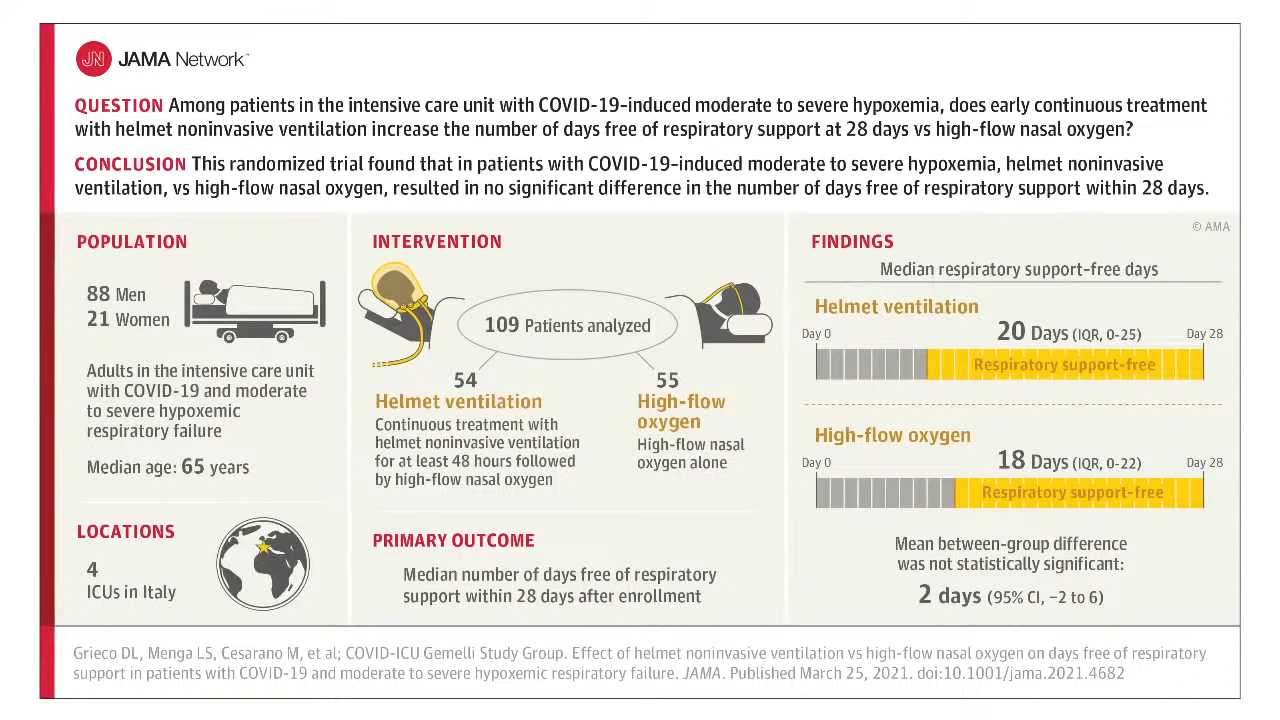 JN JAMA Network™
QUESTION Among patients in the intensive care unit with COVID-19–induced moderate to severe hypoxemia, does early continuous treatment
with helmet noninvasive ventilation increase the number of days free of respiratory support at 28 days vs high-flow nasal oxygen?
CONCLUSION This randomized trial found that in patients with COVID-19–induced moderate to severe hypoxemia, helmet noninvasive
ventilation, vs high-flow nasal oxygen, resulted in no significant difference in the number of days free of respiratory support within 28 days.
© AMA
POPULATION
88 Men
21 Women
Adults in the intensive care unit
with COVID-19 and moderate
to severe hypoxemic
respiratory failure
Median age: 65 years
LOCATIONS
4
ICUs in Italy
INTERVENTION
109 Patients analyzed
54
Helmet ventilation
Continuous treatment with
helmet noninvasive ventilation
for at least 48 hours followed
by high-flow nasal oxygen
55
High-flow
oxygen
High-flow nasal
oxygen alone
PRIMARY OUTCOME
Median number of days free of respiratory
support within 28 days after enrollment
FINDINGS
Median respiratory support-free days
Helmet ventilation
Day 0 20 Days (IQR, 0-25) Day 28
Respiratory support-free
High-flow oxygen
Day 0 18 Days (IQR, 0-22) Day 28
Respiratory support-free
Mean between-group difference
was not statistically significant:
2 days (95% CI, −2 to 6)
Grieco DL, Menga LS, Cesarano M, et al; COVID-ICU Gemelli Study Group. Effect of helmet noninvasive ventilation vs high-flow nasal oxygen on days free of respiratory
support in patients with COVID-19 and moderate to severe hypoxemic respiratory failure. JAMA. Published March 25, 2021. doi:10.1001/jama.2021.4682